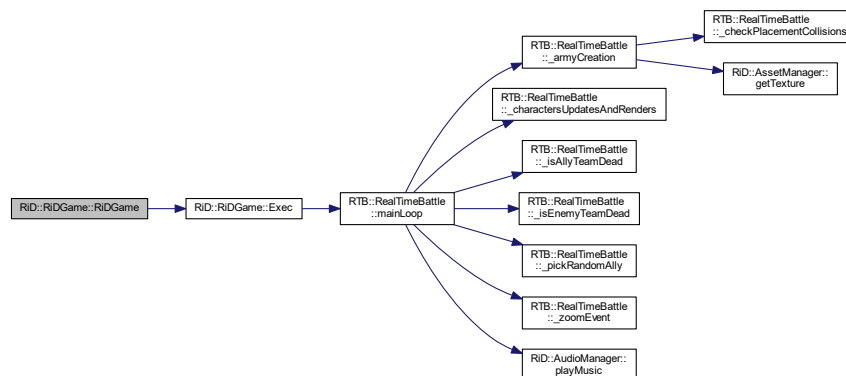 RTB::RealTimeBattle
::_checkPlacementCollisions
RTB::RealTimeBattle
::_armyCreation
RiD::AssetManager::
getTexture
RTB::RealTimeBattle
::_charactersUpdatesAndRenders
RTB::RealTimeBattle
::_isAllyTeamDead
RiD::RiDGame::RiDGame
RiD::RiDGame::Exec
RTB::RealTimeBattle
::mainLoop
RTB::RealTimeBattle
::_isEnemyTeamDead
RTB::RealTimeBattle
::_pickRandomAlly
RTB::RealTimeBattle
::_zoomEvent
RiD::AudioManager::
playMusic